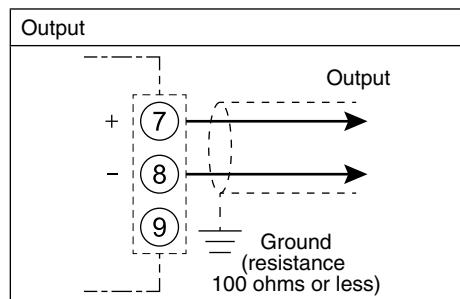 Output
Output
+ 7
− 8
9
Ground
(resistance
100 ohms or less)